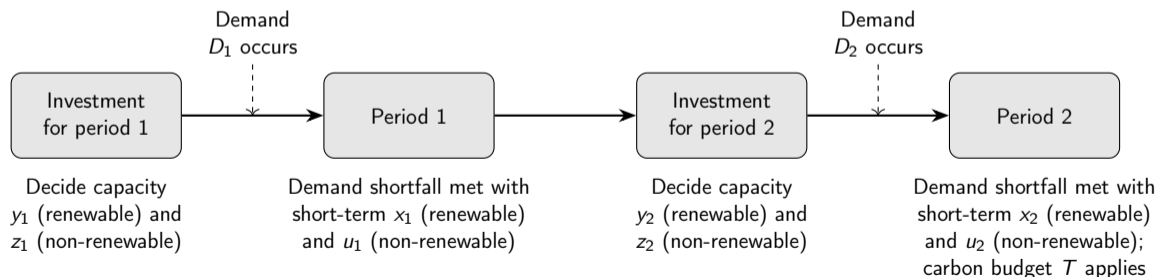 Demand
D₁ occurs
Demand
D₂ occurs
Investment
for period 1
Period 1
Investment
for period 2
Period 2
Decide capacity
y₁ (renewable) and
z₁ (non-renewable)
Demand shortfall met with
short-term x₁ (renewable)
and u₁ (non-renewable)
Decide capacity
y₂ (renewable) and
z₂ (non-renewable)
Demand shortfall met with
short-term x₂ (renewable)
and u₂ (non-renewable);
carbon budget T applies